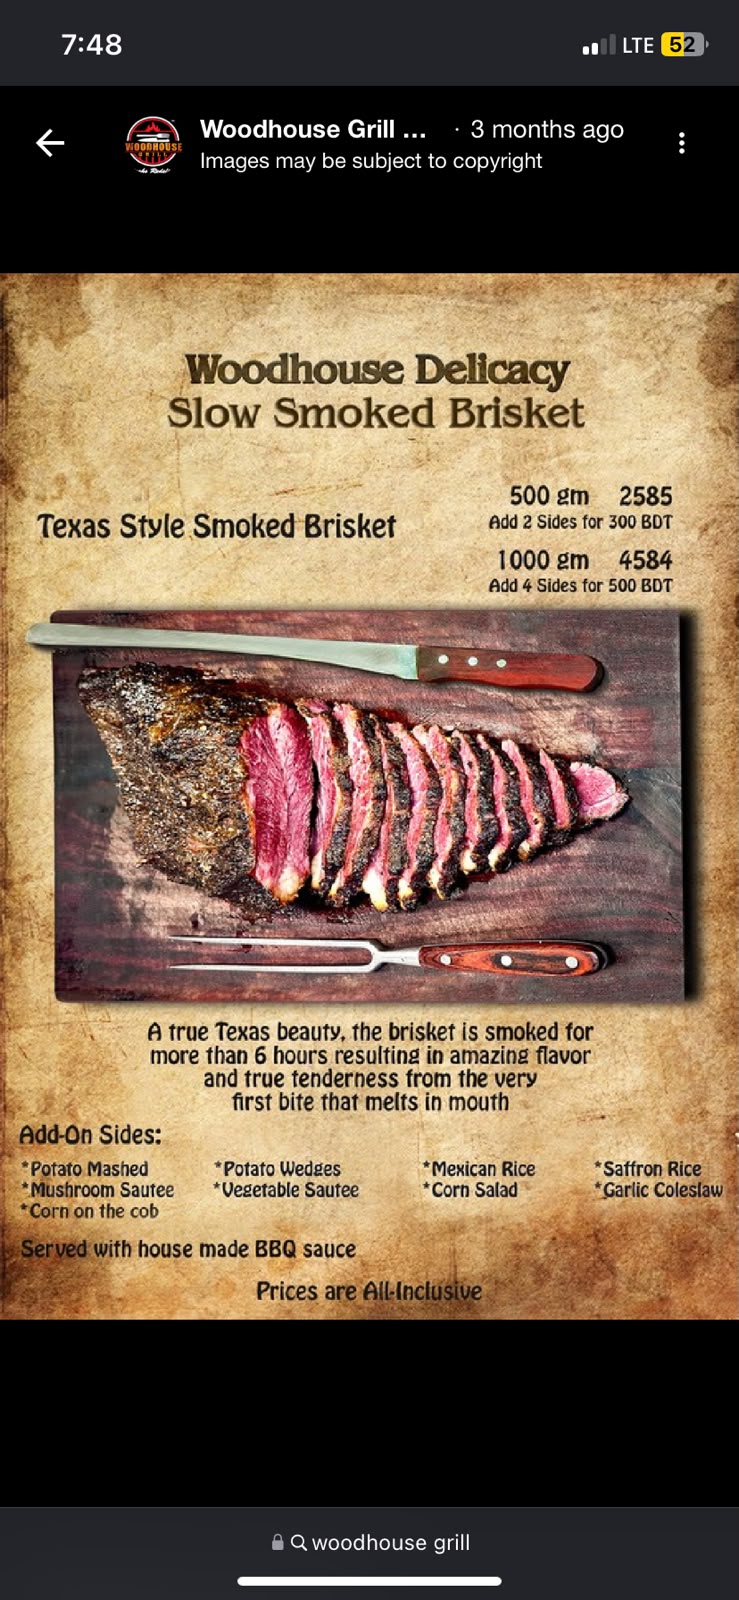 7:48
LTE 52
Woodhouse Grill ... · 3 months ago
Images may be subject to copyright
WOODHOUSE
GRILL
Woodhouse Delicacy
Slow Smoked Brisket
500 gm 2585
Texas Style Smoked Brisket
Add 2 Sides for 300 BDT
1000 gm 4584
Add 4 Sides for 500 BDT
A true Texas beauty, the brisket is smoked for
more than 6 hours resulting in amazing flavor
and true tenderness from the very
first bite that melts in mouth
Add-On Sides:
*Potato Mashed *Potato Wedges *Mexican Rice *Saffron Rice
*Mushroom Sautee *Vegetable Sautee *Corn Salad *Garlic Coleslaw
*Corn on the cob
Served with house made BBQ sauce
Prices are All-Inclusive
woodhouse grill